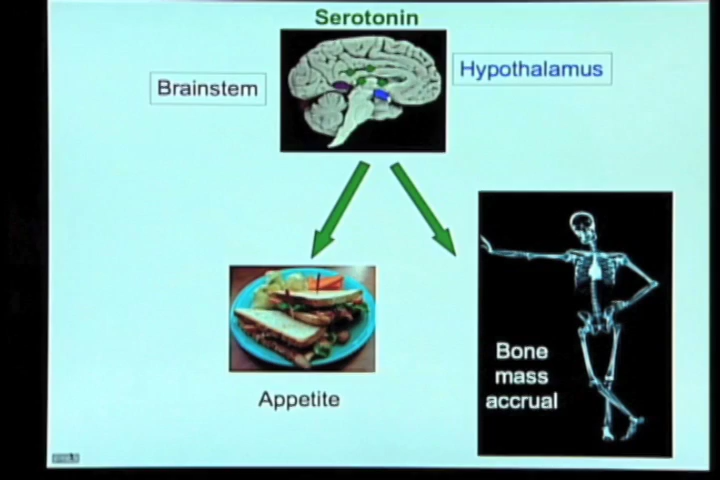 Serotonin
Hypothalamus
Brainstem
Appetite
Bone
mass
accrual